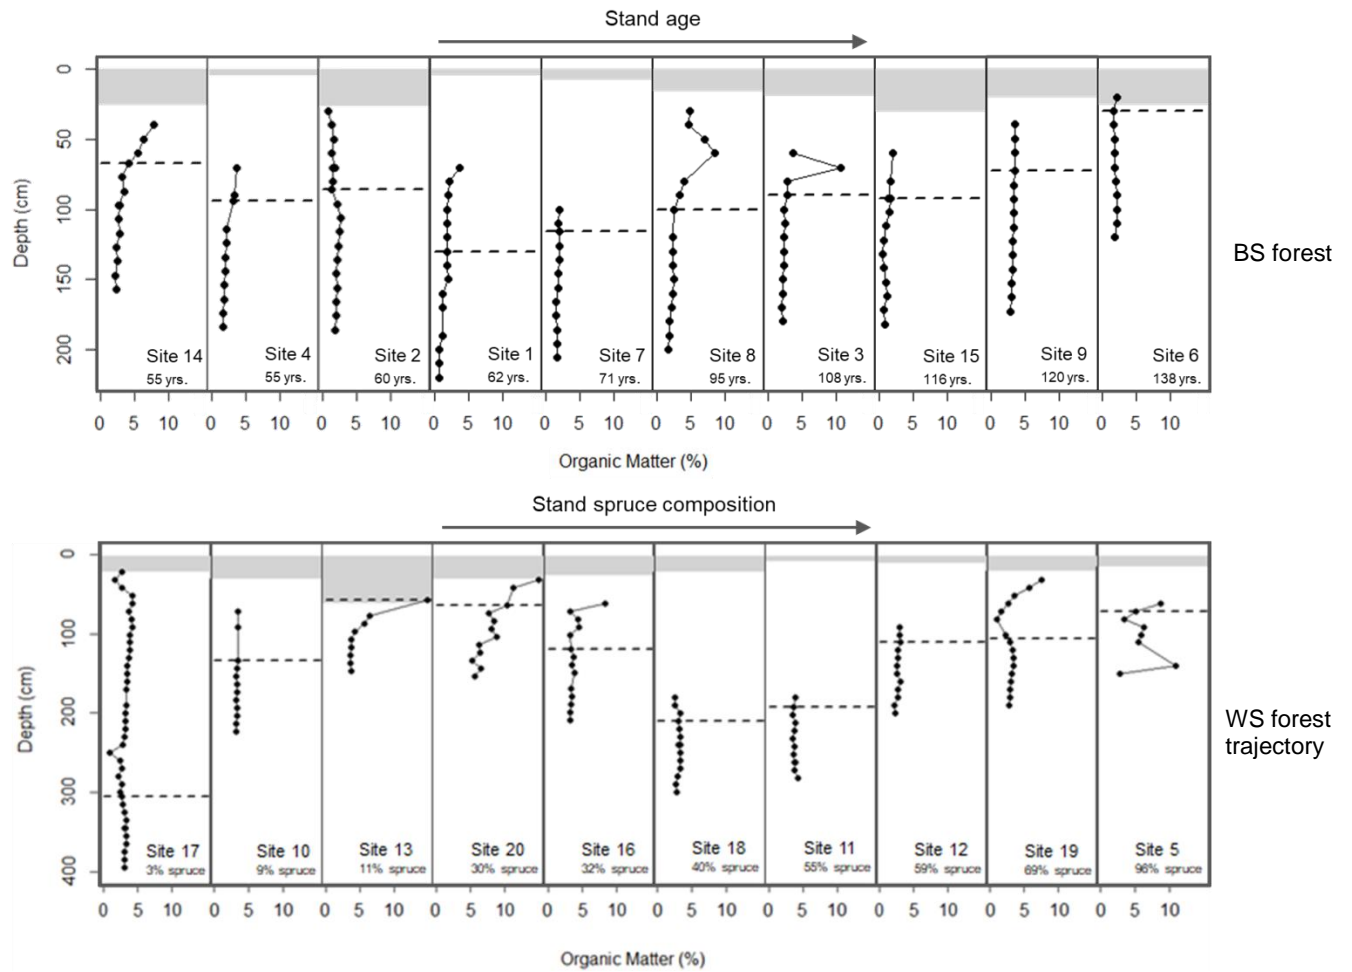 Stand age
0
50
100
150
200
Depth (cm)
Site 14
55 yrs.
Site 4
55 yrs.
Site 2
60 yrs.
Site 1
62 yrs.
Site 7
71 yrs.
Site 8
95 yrs.
Site 3
108 yrs.
Site 15
116 yrs.
Site 9
120 yrs.
Site 6
138 yrs.
BS forest
0 5 10 0 5 10 0 5 10 0 5 10 0 5 10 0 5 10 0 5 10 0 5 10 0 5 10 0 5 10
Organic Matter (%)
Stand spruce composition
0
100
200
300
400
Depth (cm)
Site 17
3% spruce
Site 10
9% spruce
Site 13
11% spruce
Site 20
30% spruce
Site 16
32% spruce
Site 18
40% spruce
Site 11
55% spruce
Site 12
59% spruce
Site 19
69% spruce
Site 5
96% spruce
WS forest
trajectory
0 5 10 0 5 10 0 5 10 0 5 10 0 5 10 0 5 10 0 5 10 0 5 10 0 5 10 0 5 10
Organic Matter (%)